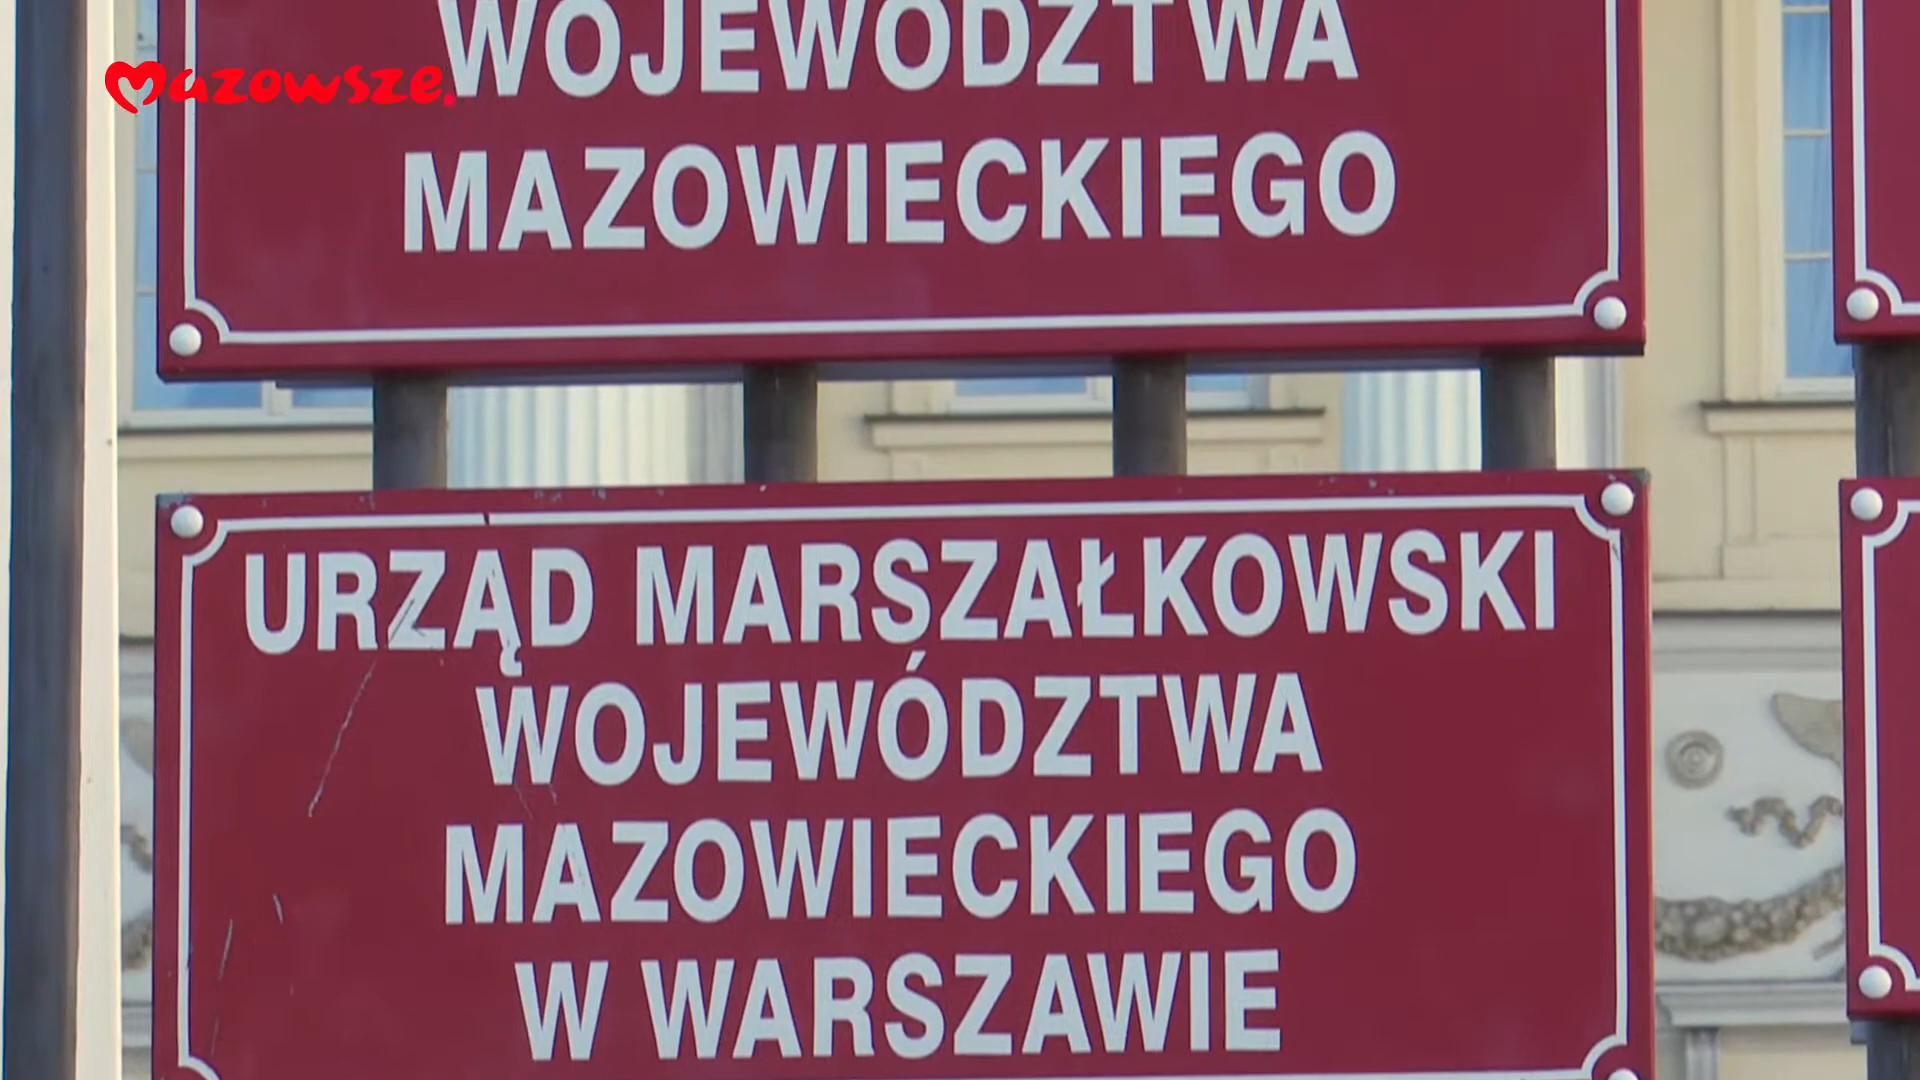 WOJEWÓDZTWA
Mazowsze.
MAZOWIECKIEGO
URZĄD MARSZAŁKOWSKI
WOJEWÓDZTWA
MAZOWIECKIEGO
W WARSZAWIE